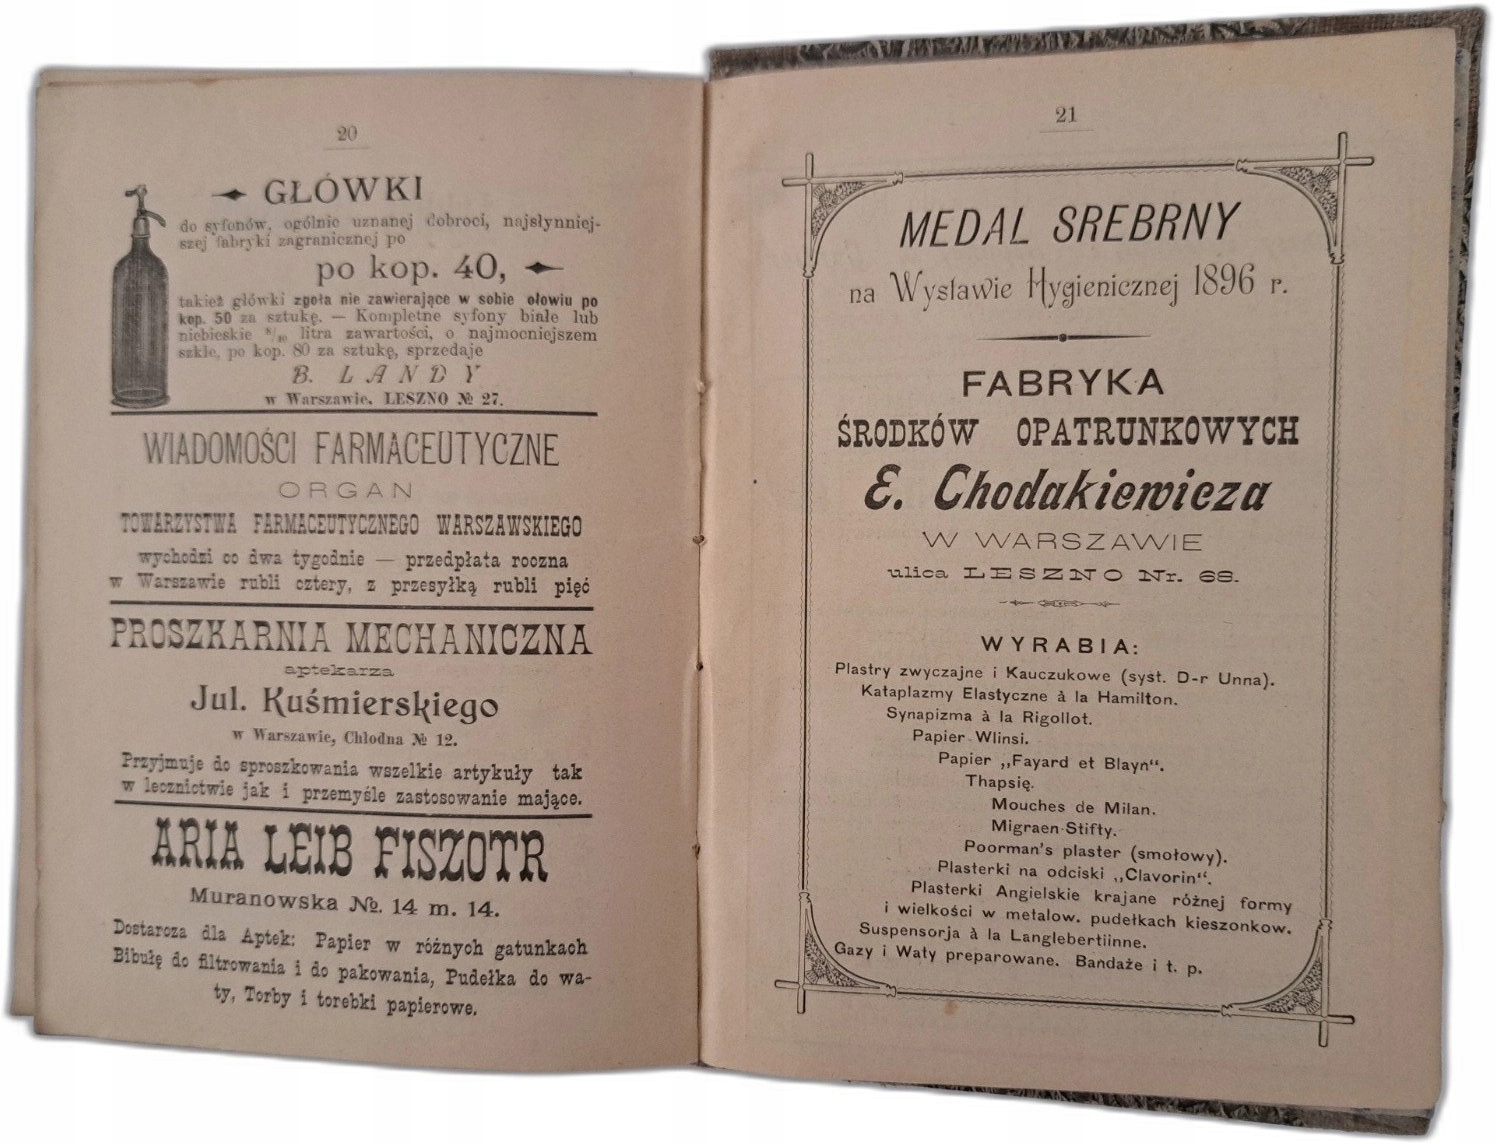 20
GŁÓWKI
do syfonów, ogólnie uznanej dobroci, najsłynniej-
szej fabryki zagranicznej po
po kop. 40,
takież główki zgoła nie zawierające w sobie ołowiu po
kop. 50 za sztukę. — Kompletne syfony białe lub
niebieskie 8/10 litra zawartości, o najmocniejszem
szkle, po kop. 80 za sztukę, sprzedaje
B. LANDY
w Warszawie, LESZNO № 27.
WIADOMOŚCI FARMACEUTYCZNE
ORGAN
TOWARZYSTWA FARMACEUTYCZNEGO WARSZAWSKIEGO
wychodzi co dwa tygodnie — przedpłata roczna
w Warszawie rubli cztery, z przesyłką rubli pięć
PROSZKARNIA MECHANICZNA
aptekarza
Jul. Kuśmierskiego
w Warszawie, Chłodna № 12.
Przyjmuje do sproszkowania wszelkie artykuły tak
w lecznictwie jak i przemyśle zastosowanie mające.
ARIA LEIB FISZOTR
Muranowska №. 14 m. 14.
Dostarcza dla Aptek: Papier w różnych gatunkach
Bibułę do filtrowania i do pakowania, Pudełka do wa-
ty, Torby i torebki papierowe.
21
MEDAL SREBRNY
na Wystawie Hygienicznej 1896 r.
FABRYKA
ŚRODKÓW OPATRUNKOWYCH
E. Chodakiewicza
W WARSZAWIE
ulica LESZNO Nr. 68.
WYRABIA:
Plastry zwyczajne i Kauczukowe (syst. D-r Unna).
Kataplazmy Elastyczne à la Hamilton.
Synapizma à la Rigollot.
Papier Wlinsi.
Papier „Fayard et Blayn“.
Thapsię.
Mouches de Milan.
Migraen-Stifty.
Poorman's plaster (smołowy).
Plasterki na odciski „Clavorin“.
Plasterki Angielskie krajane różnej formy
i wielkości w metalow. pudełkach kieszonkow.
Suspensorja à la Langlebertiinne.
Gazy i Waty preparowane. Bandaże i t. p.